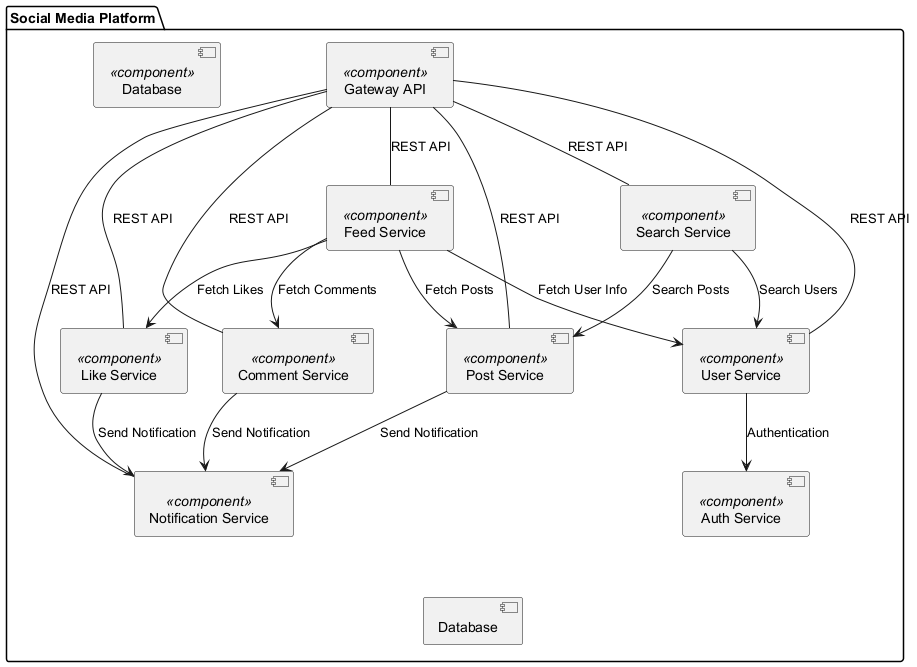 Social Media Platform
«component»
Database
«component»
Gateway API
REST API
REST API
«component»
Feed Service
«component»
Search Service
REST API
REST API
REST API
REST API
REST API
Fetch Likes
Fetch Comments
Fetch Posts
Fetch User Info
Search Posts
Search Users
«component»
Like Service
«component»
Comment Service
«component»
Post Service
«component»
User Service
Send Notification
Send Notification
Send Notification
Authentication
«component»
Notification Service
«component»
Auth Service
Database